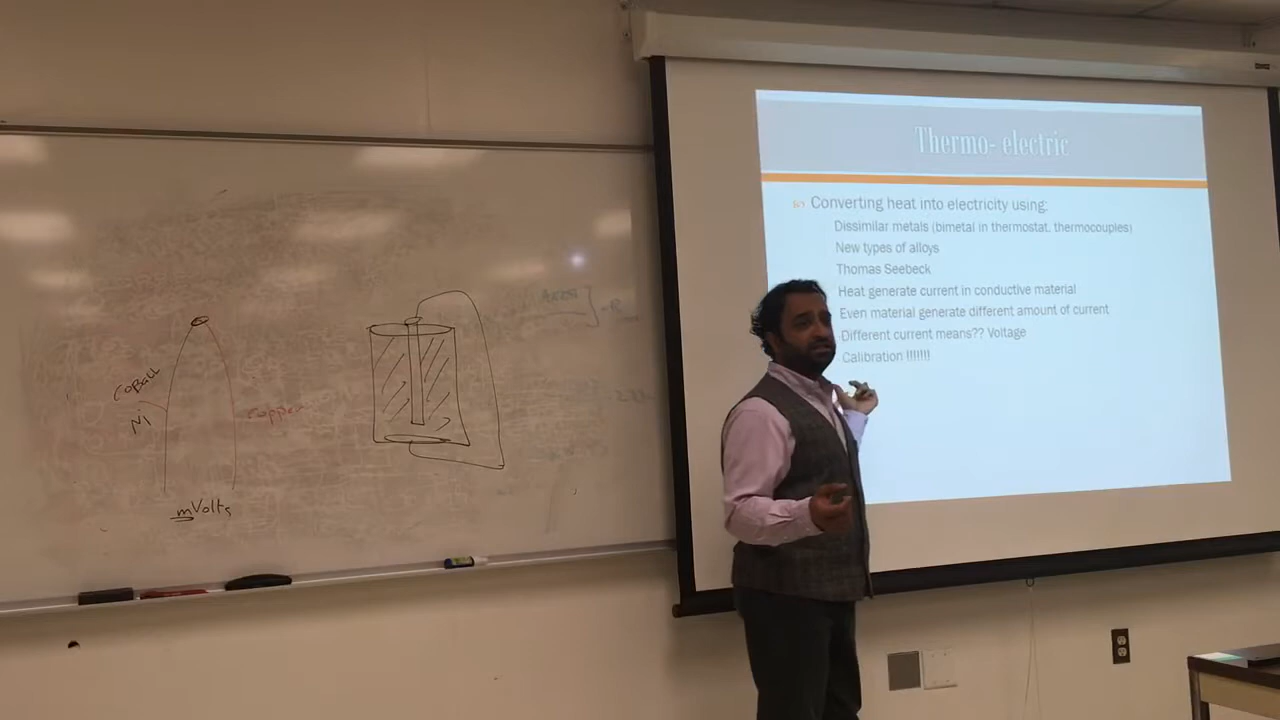 Thermo- electric
Converting heat into electricity using:
Dissimilar metals (bimetal in thermostat, thermocouples)
New types of alloys
Thomas Seebeck
Heat generate current in conductive material
Even material generate different amount of current
Different current means?? Voltage
Calibration !!!!!!!
Cobalt
Ni
Copper
mVolts